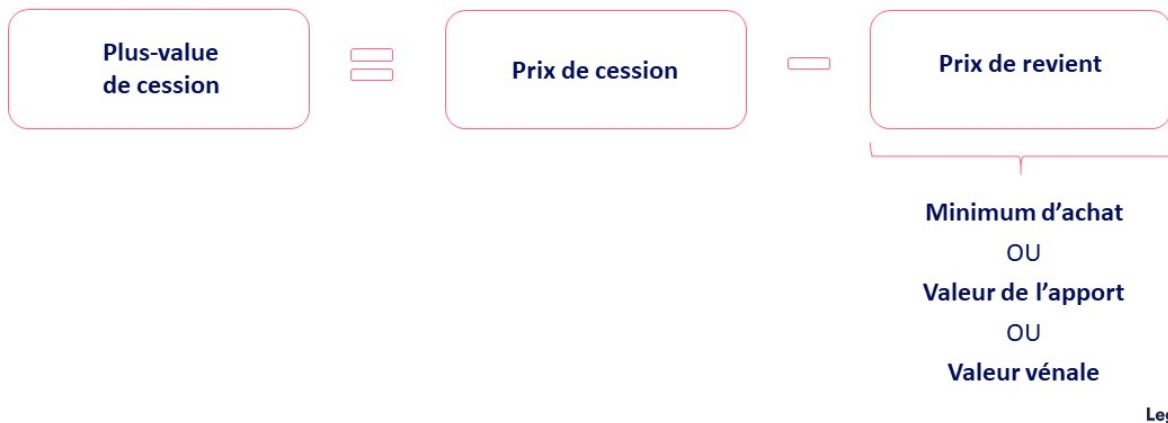 Plus-value
de cession
Prix de cession
Prix de revient
Minimum d'achat
OU
Valeur de l'apport
OU
Valeur vénale
Leg